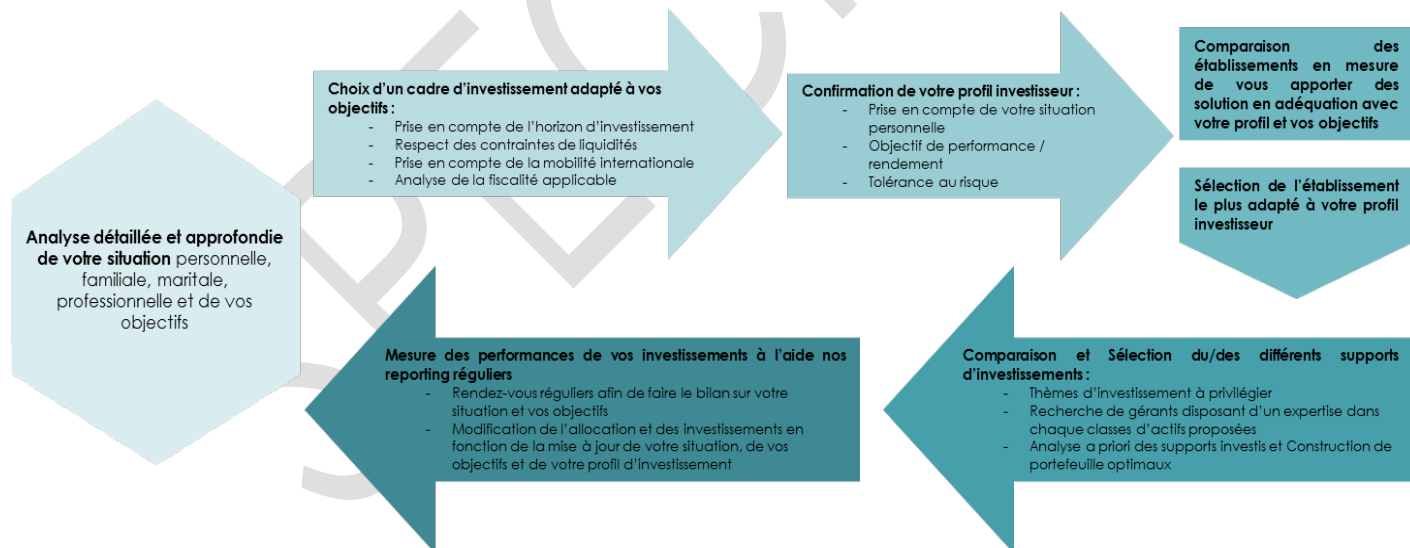 Analyse détaillée et approfondie
de votre situation personnelle,
familiale, maritale,
professionnelle et de vos
objectifs
Choix d'un cadre d'investissement adapté à vos
objectifs :
- Prise en compte de l'horizon d'investissement
- Respect des contraintes de liquidités
- Prise en compte de la mobilité internationale
- Analyse de la fiscalité applicable
Confirmation de votre profil investisseur :
- Prise en compte de votre situation
personnelle
- Objectif de performance /
rendement
- Tolérance au risque
Comparaison des
établissements en mesure
de vous apporter des
solution en adéquation avec
votre profil et vos objectifs
Sélection de l'établissement
le plus adapté à votre profil
investisseur
Comparaison et Sélection du/des différents supports
d'investissements :
- Thèmes d'investissement à privilégier
- Recherche de gérants disposant d'un expertise dans
chaque classes d'actifs proposées
- Analyse a priori des supports investis et Construction de
portefeuille optimaux
Mesure des performances de vos investissements à l'aide nos
reporting réguliers
- Rendez-vous réguliers afin de faire le bilan sur votre
situation et vos objectifs
- Modification de l'allocation et des investissements en
fonction de la mise à jour de votre situation, de vos
objectifs et de votre profil d'investissement